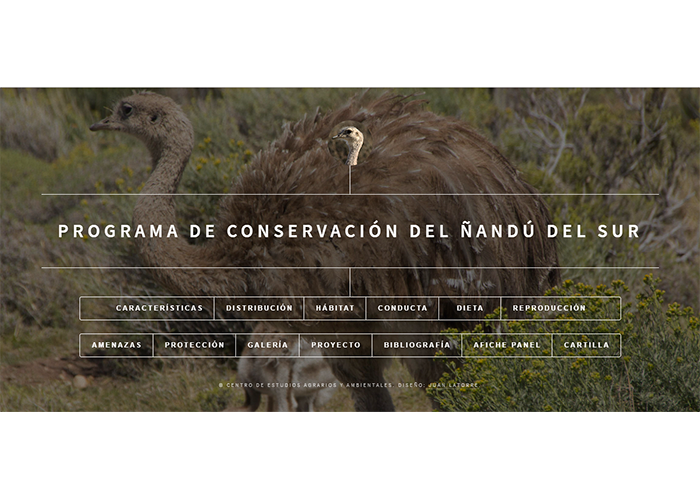 PROGRAMA DE CONSERVACIÓN DEL ÑANDÚ DEL SUR
CARACTERÍSTICAS DISTRIBUCIÓN HÁBITAT CONDUCTA DIETA REPRODUCCIÓN
AMENAZAS PROTECCIÓN GALERÍA PROYECTO BIBLIOGRAFÍA AFICHE PANEL CARTILLA
© CENTRO DE ESTUDIOS AGRARIOS Y AMBIENTALES. DISEÑO: JUAN LATORRE